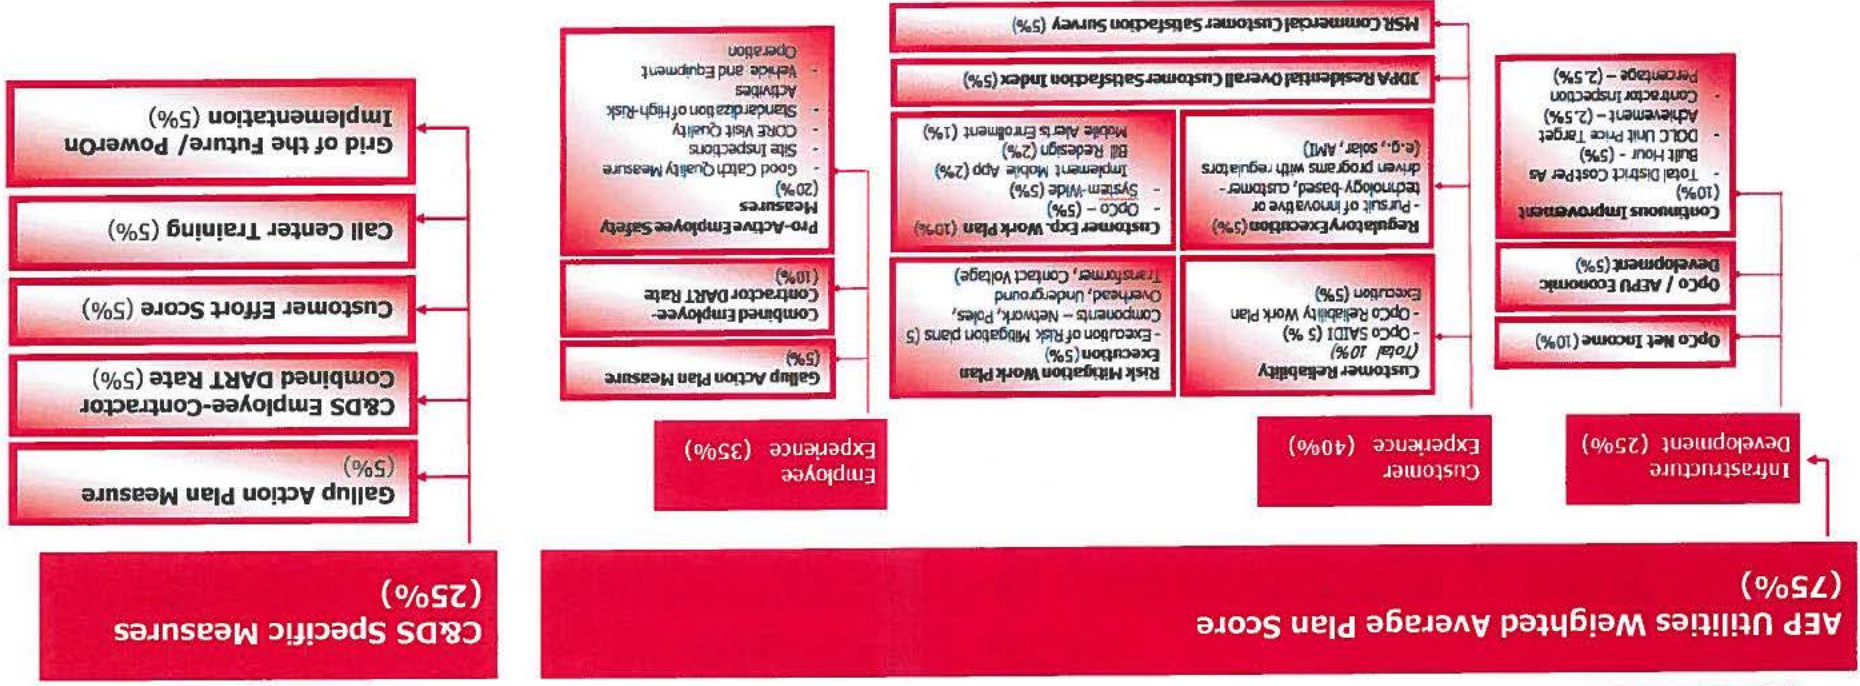 AEP Utilities Weighted Average Plan Score
(75%)
Infrastructure
Development (25%)
OpCo Net Income (10%)
OpCo / AEPU Economic
Development (5%)
Continuous Improvement
(10%)
- Total District Cost Per As
Built Hour - (5%)
- DOLC Unit Price Target
Achievement – (2.5%)
- Contractor Inspection
Percentage – (2.5%)
Customer
Experience (40%)
Customer Reliability
(Total 10%)
- OpCo SAIDI (5 %)
- OpCo Reliability Work Plan
Execution (5%)
Risk Mitigation Work Plan
Execution (5%)
- Execution of Risk Mitigation plans (5
Components – Network, Poles,
Overhead, Underground
Transformer, Contact Voltage)
Regulatory Execution (5%)
- Pursuit of innovative or
technology-based, customer-
driven programs with regulators
(e.g., solar, AMI)
Customer Exp. Work Plan (10%)
- OpCo – (5%)
- System-Wide (5%)
Implement Mobile App (2%)
Bill Redesign (2%)
Mobile Alerts Enrollment (1%)
JDPA Residential Overall Customer Satisfaction Index (5%)
MSR Commercial Customer Satisfaction Survey (5%)
Employee
Experience (35%)
Gallup Action Plan Measure
(5%)
Combined Employee-
Contractor DART Rate
(10%)
Pro-Active Employee Safety
Measures
(20%)
- Good Catch Quality Measure
- Site Inspections
- CORE Visit Quality
- Standardization of High-Risk
Activities
- Vehicle and Equipment
Operation
C&DS Specific Measures
(25%)
Gallup Action Plan Measure
(5%)
C&DS Employee-Contractor
Combined DART Rate (5%)
Customer Effort Score (5%)
Call Center Training (5%)
Grid of the Future/ PowerOn
Implementation (5%)